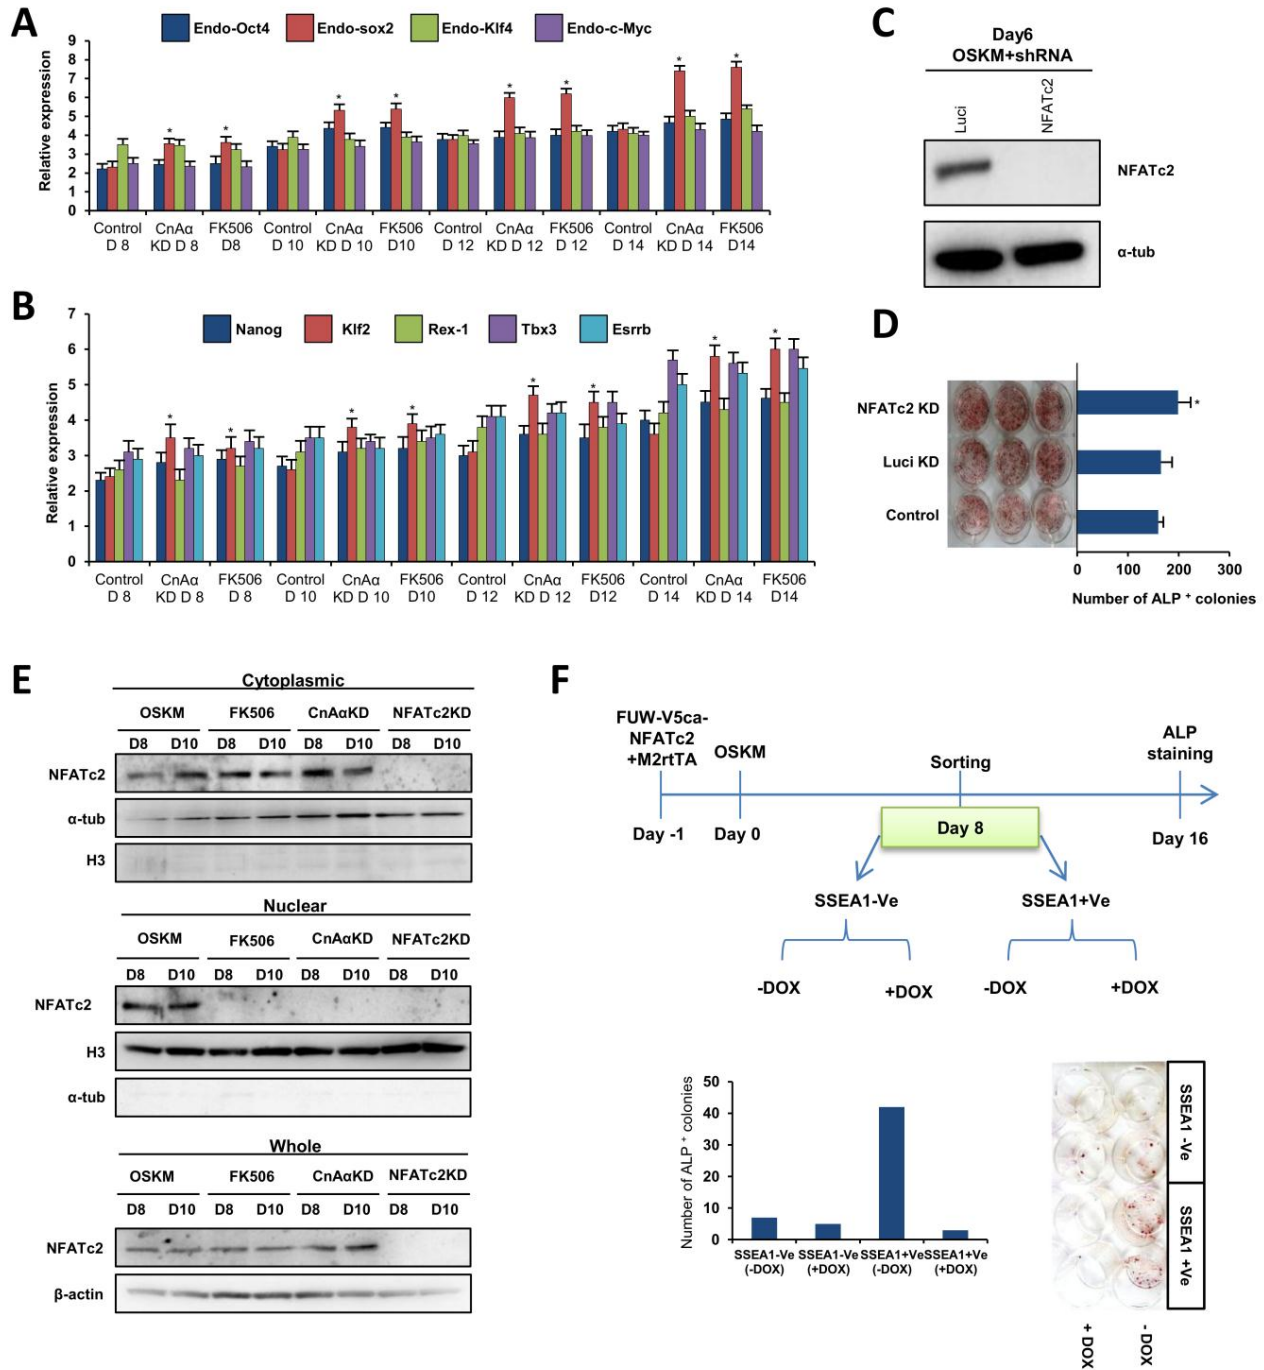 A
Endo-Oct4 Endo-sox2 Endo-Klf4 Endo-c-Myc
Relative expression
9
8
7
6
5
4
3
2
1
0
* * * * * * * *
Control CnAα FK506 Control CnAα FK506 Control CnAα FK506 Control CnAα FK506
D 8 KD D 8 D8 D 10 KD D 10 D10 D 12 KD D 12 D 12 D 14 KD D 14 D14
B
Nanog Klf2 Rex-1 Tbx3 Esrrb
Relative expression
7
6
5
4
3
2
1
0
* * * * * * * *
Control CnAα FK506 Control CnAα FK506 Control CnAα FK506 Control CnAα FK506
D 8 KD D 8 D 8 D 10 KD D 10 D10 D 12 KD D 12 D12 D 14 KD D 14 D14
C
Day6
OSKM+shRNA
Luci NFATc2
NFATc2
α-tub
D
NFATc2 KD *
Luci KD
Control
0 100 200 300
Number of ALP + colonies
E
Cytoplasmic
OSKM FK506 CnAαKD NFATc2KD
D8 D10 D8 D10 D8 D10 D8 D10
NFATc2
α-tub
H3
Nuclear
OSKM FK506 CnAαKD NFATc2KD
D8 D10 D8 D10 D8 D10 D8 D10
NFATc2
H3
α-tub
Whole
OSKM FK506 CnAαKD NFATc2KD
D8 D10 D8 D10 D8 D10 D8 D10
NFATc2
β-actin
F
FUW-V5ca-
NFATc2
+M2rtTA
OSKM
Sorting
ALP
staining
Day -1 Day 0 Day 8 Day 16
SSEA1-Ve SSEA1+Ve
-DOX +DOX -DOX +DOX
Number of ALP + colonies
50
40
30
20
10
0
SSEA1-Ve SSEA1-Ve SSEA1+Ve SSEA1+Ve
(-DOX) (+DOX) (-DOX) (+DOX)
SSEA1 -Ve
SSEA1 +Ve
+ DOX
- DOX